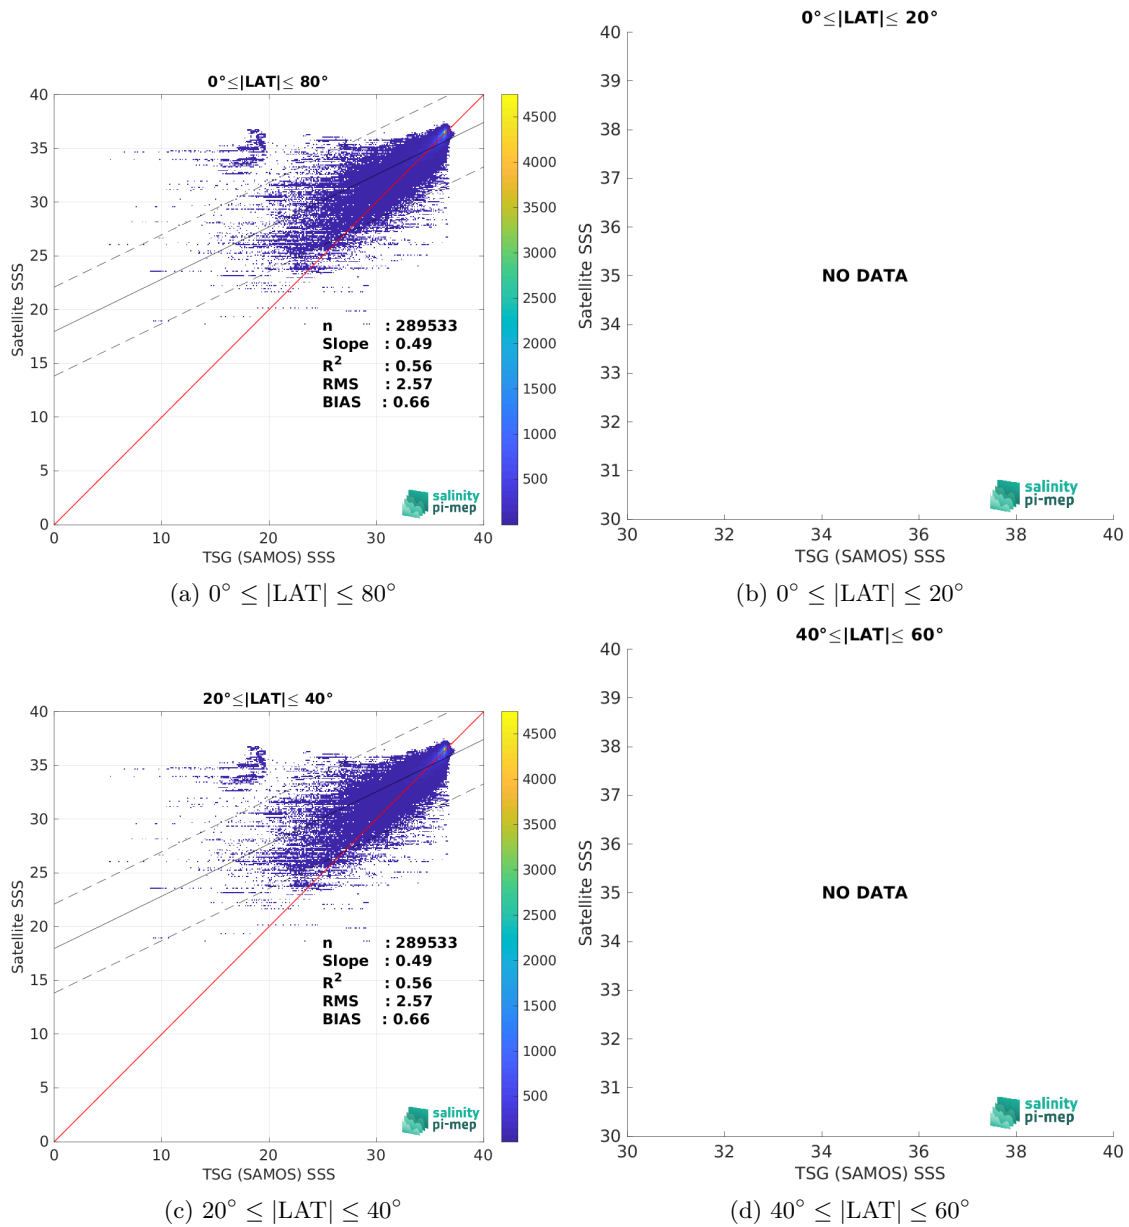 0°≤|LAT|≤ 80°
40
35
30
25
20
15
10
5
0
0
10
20
30
40
Satellite SSS
TSG (SAMOS) SSS
n : 289533
Slope : 0.49
R² : 0.56
RMS : 2.57
BIAS : 0.66
salinity
pi-mep
4500
4000
3500
3000
2500
2000
1500
1000
500
(a) 0° ≤ |LAT| ≤ 80°
0°≤|LAT|≤ 20°
40
39
38
37
36
35
34
33
32
31
30
30
32
34
36
38
40
Satellite SSS
TSG (SAMOS) SSS
NO DATA
salinity
pi-mep
(b) 0° ≤ |LAT| ≤ 20°
20°≤|LAT|≤ 40°
40
35
30
25
20
15
10
5
0
0
10
20
30
40
Satellite SSS
TSG (SAMOS) SSS
n : 289533
Slope : 0.49
R² : 0.56
RMS : 2.57
BIAS : 0.66
salinity
pi-mep
4500
4000
3500
3000
2500
2000
1500
1000
500
(c) 20° ≤ |LAT| ≤ 40°
40°≤|LAT|≤ 60°
40
39
38
37
36
35
34
33
32
31
30
30
32
34
36
38
40
Satellite SSS
TSG (SAMOS) SSS
NO DATA
salinity
pi-mep
(d) 40° ≤ |LAT| ≤ 60°